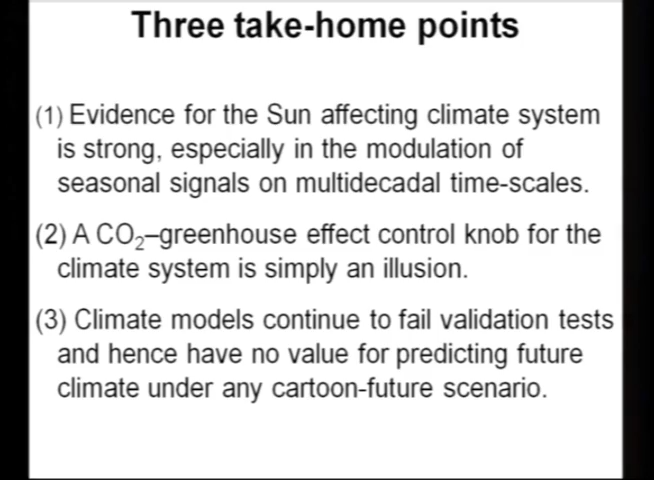 Three take-home points
(1) Evidence for the Sun affecting climate system
is strong, especially in the modulation of
seasonal signals on multidecadal time-scales.
(2) A CO₂–greenhouse effect control knob for the
climate system is simply an illusion.
(3) Climate models continue to fail validation tests
and hence have no value for predicting future
climate under any cartoon-future scenario.